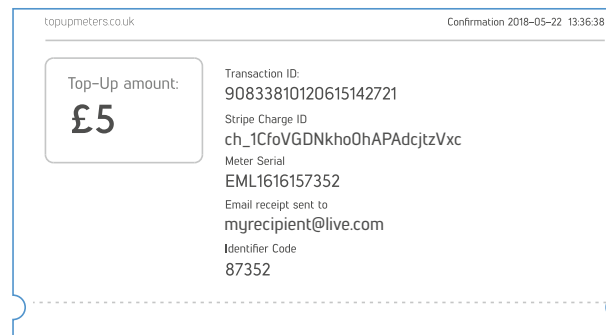 topupmeters.co.uk
Confirmation 2018-05-22 13:36:38
Top-Up amount:
£5
Transaction ID:
90833810120615142721
Stripe Charge ID
ch_1CfoVGDNkho0hAPAdcjtzVxc
Meter Serial
EML1616157352
Email receipt sent to
myrecipient@live.com
Identifier Code
87352